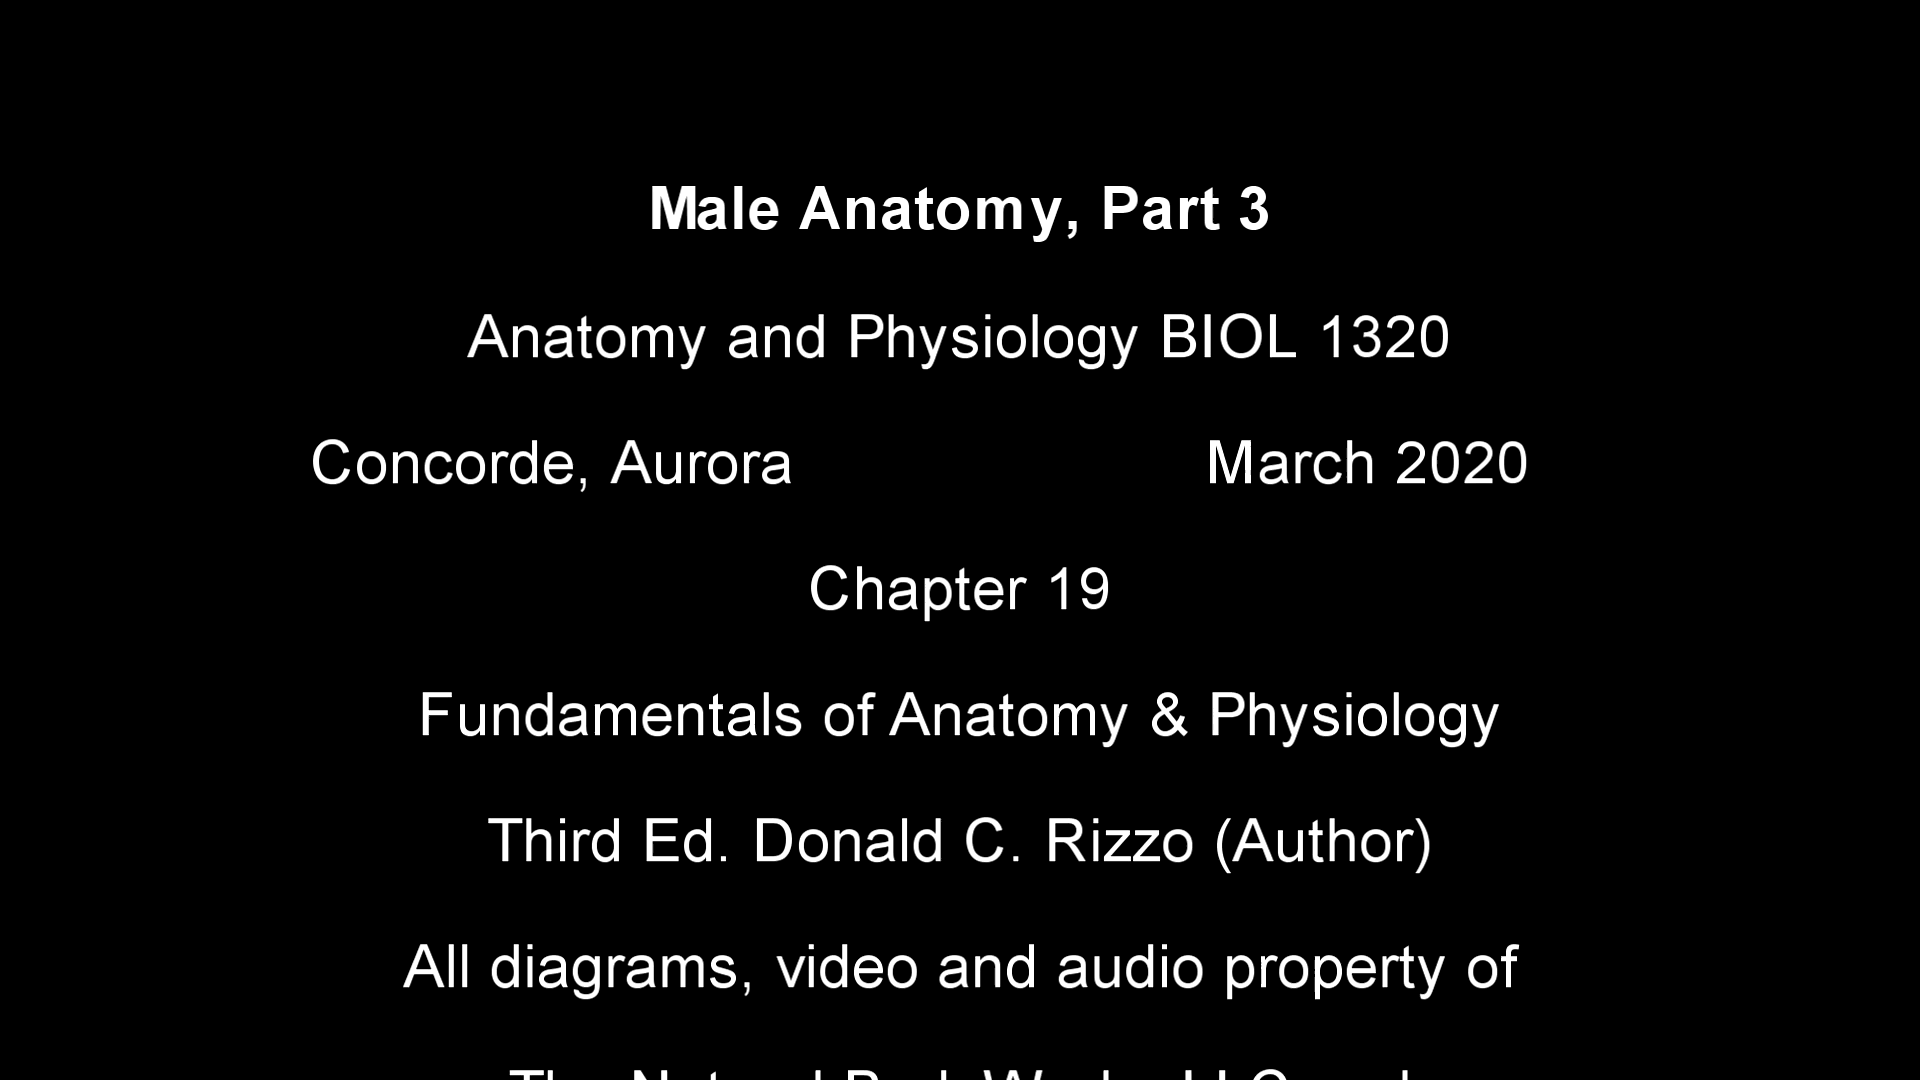 Male Anatomy, Part 3
Anatomy and Physiology BIOL 1320
Concorde, Aurora March 2020
Chapter 19
Fundamentals of Anatomy & Physiology
Third Ed. Donald C. Rizzo (Author)
All diagrams, video and audio property of
The